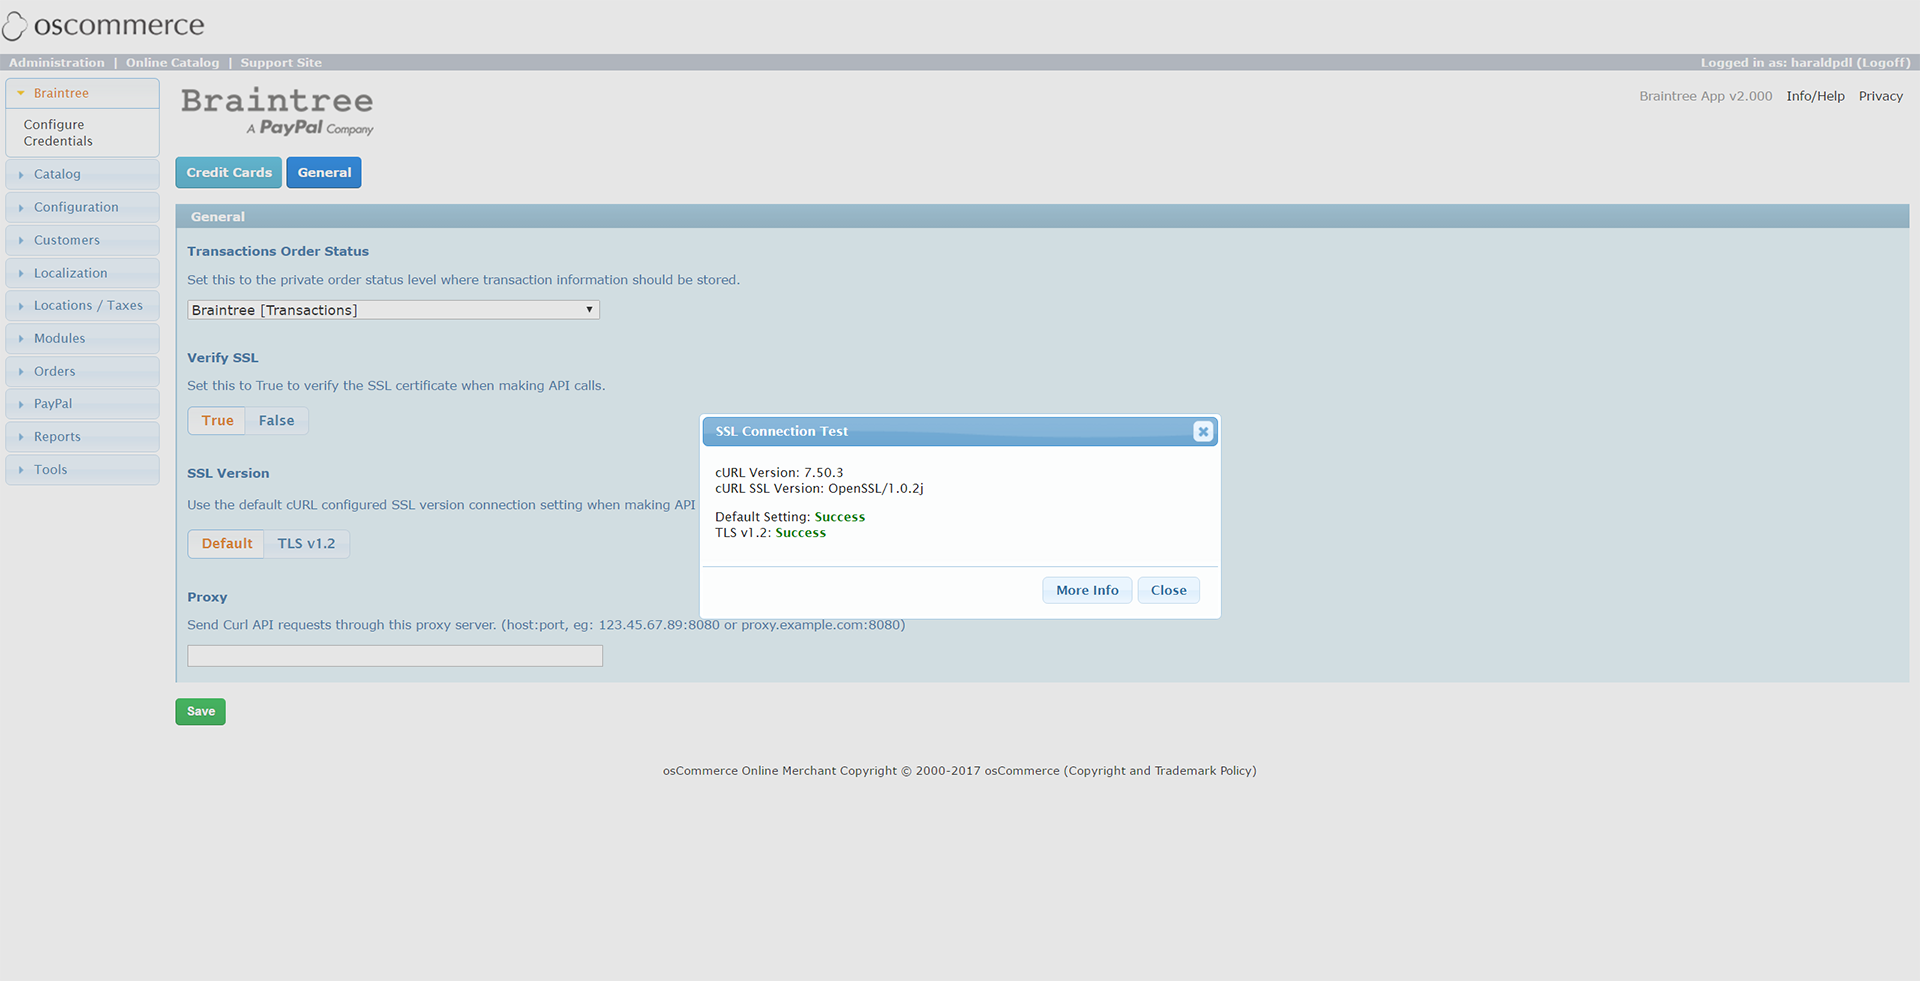 oscommerce
Administration | Online Catalog | Support Site
Logged in as: haraldpdl (Logoff)
Braintree
Configure
Credentials
Catalog
Configuration
Customers
Localization
Locations / Taxes
Modules
Orders
PayPal
Reports
Tools
Braintree
A PayPal Company
Braintree App v2.000 Info/Help Privacy
Credit Cards General
General
Transactions Order Status
Set this to the private order status level where transaction information should be stored.
Braintree [Transactions]
Verify SSL
Set this to True to verify the SSL certificate when making API calls.
True False
SSL Version
Use the default cURL configured SSL version connection setting when making API
Default TLS v1.2
Proxy
Send Curl API requests through this proxy server. (host:port, eg: 123.45.67.89:8080 or proxy.example.com:8080)
Save
SSL Connection Test
cURL Version: 7.50.3
cURL SSL Version: OpenSSL/1.0.2j
Default Setting: Success
TLS v1.2: Success
More Info Close
osCommerce Online Merchant Copyright © 2000-2017 osCommerce (Copyright and Trademark Policy)